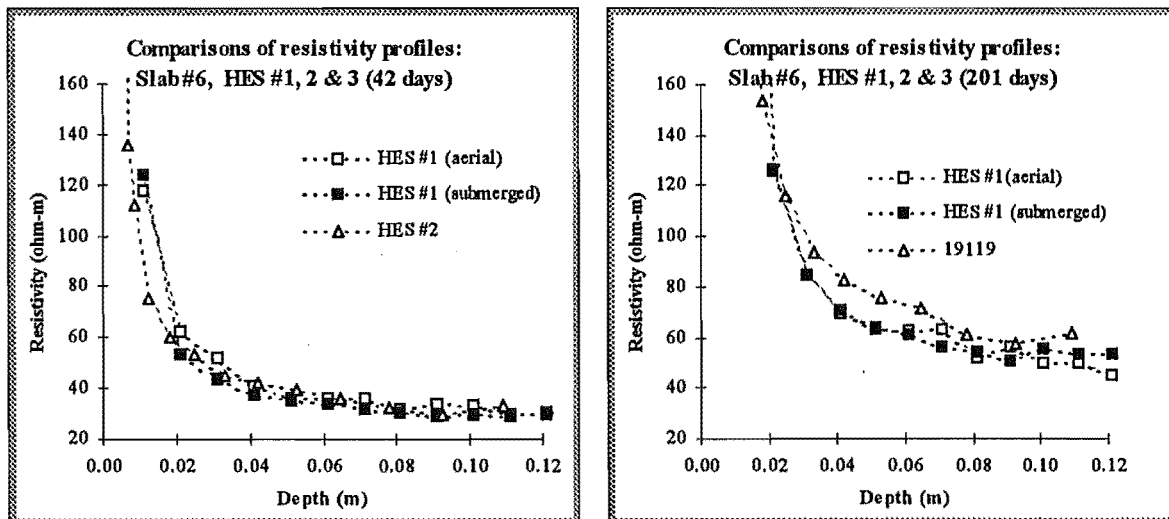 Comparisons of resistivity profiles:
Slab #6, HES #1, 2 & 3 (42 days)
160
140
120
100
80
60
40
20
Resistivity (ohm-m)
HES #1 (aerial)
HES #1 (submerged)
HES #2
0.00 0.02 0.04 0.06 0.08 0.10 0.12
Depth (m)
Comparisons of resistivity profiles:
Slab #6, HES #1, 2 & 3 (201 days)
160
140
120
100
80
60
40
20
Resistivity (ohm-m)
HES #1(aerial)
HES #1 (submerged)
19119
0.00 0.02 0.04 0.06 0.08 0.10 0.12
Depth (m)